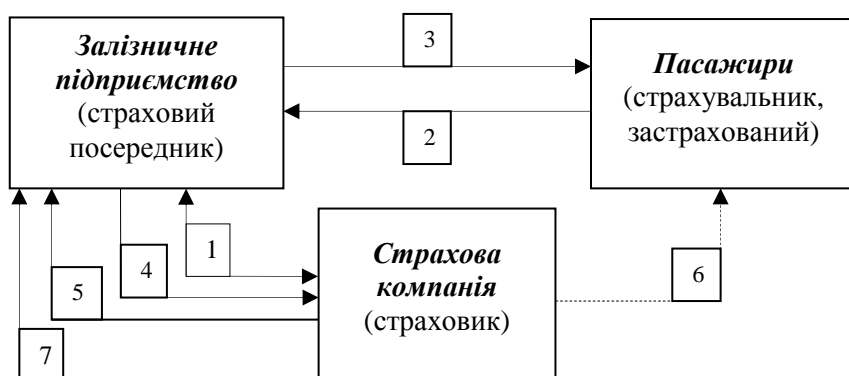 Залізничне
підприємство
(страховий
посередник)
3
2
Пасажири
(страхувальник,
застрахований)
1
4
5
7
Страхова
компанія
(страховик)
6